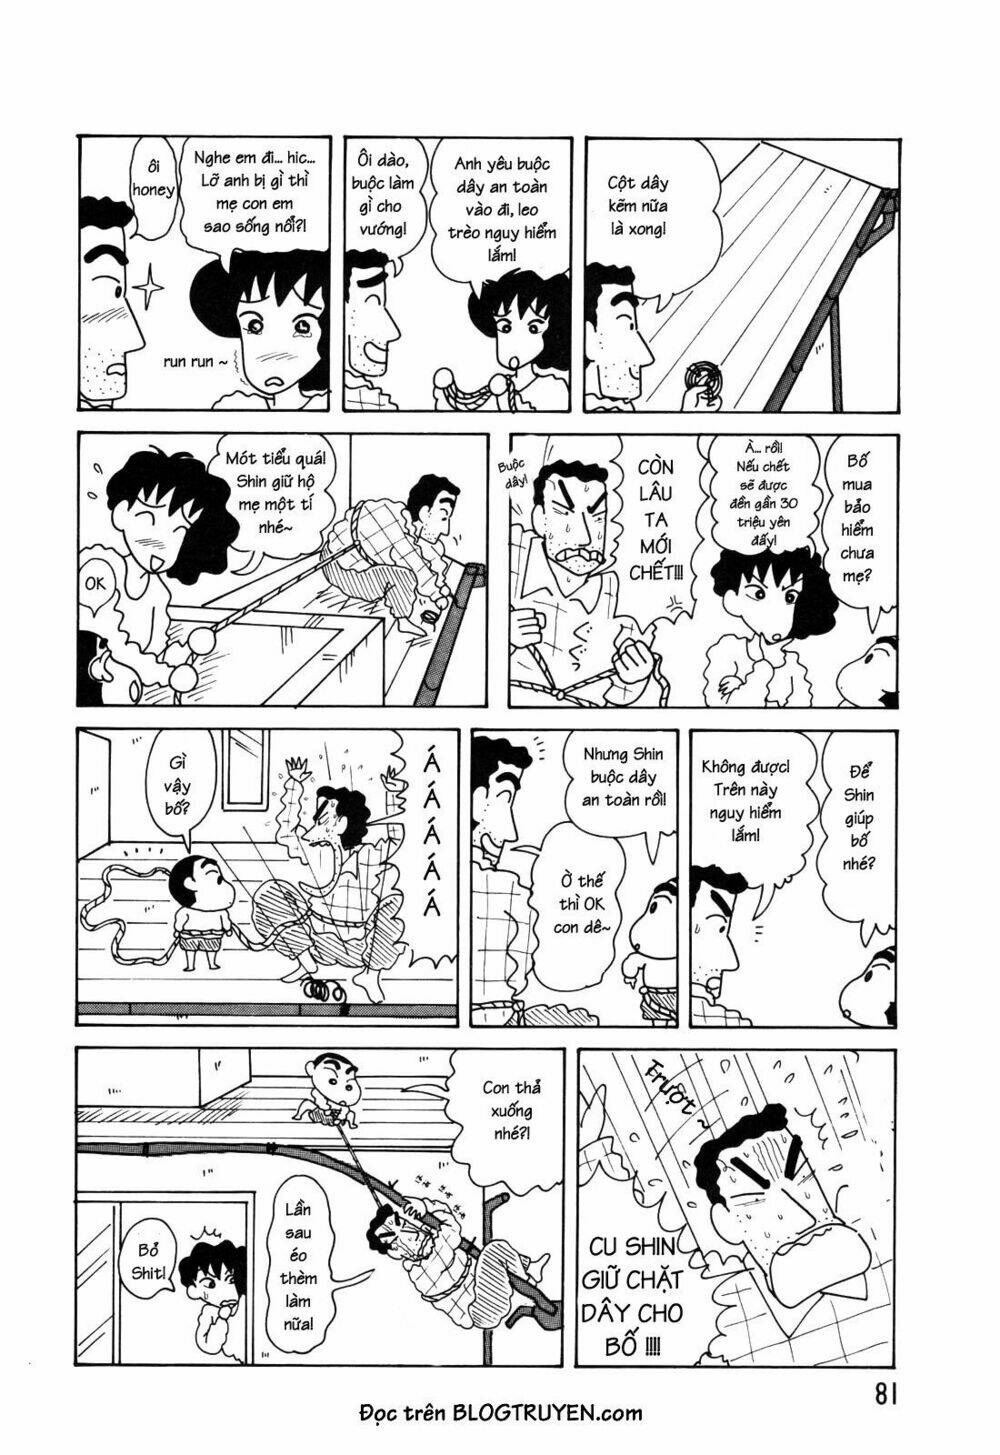 Cột dây
kẽm nữa
là xong!
Anh yêu buộc
dây an toàn
vào đi, leo
trèo nguy hiểm
lắm!
Ôi dào,
buộc làm
gì cho
vướng!
Nghe em đi... hic...
Lỡ anh bị gì thì
mẹ con em
sao sống nổi?!
run run ~
ôi
honey
Bố
mua
bảo
hiểm
chưa
mẹ?
À... rồi!
Nếu chết
sẽ được
đền gần 30
triệu yên
đấy!
CÒN
LÂU
TA
MỚI
CHẾT!!!
Buộc
dây!
Mót tiểu quá!
Shin giữ hộ
mẹ một tí
nhé~
OK
Để
Shin
giúp
bố
nhé?
Không được!
Trên này
nguy hiểm
lắm!
Nhưng Shin
buộc dây
an toàn rồi!
Ờ thế
thì OK
con dê~
Á
Á
Á
Á
Á
Á
Gì
vậy
bố?
Trượt~
CU SHIN
GIỮ CHẶT
DÂY CHO
BỐ !!!!
Con thả
xuống
nhé?!
Lần
sau
éo
thèm
làm
nữa!
Bỏ
Shit!
81
Đọc trên BLOGTRUYEN.com